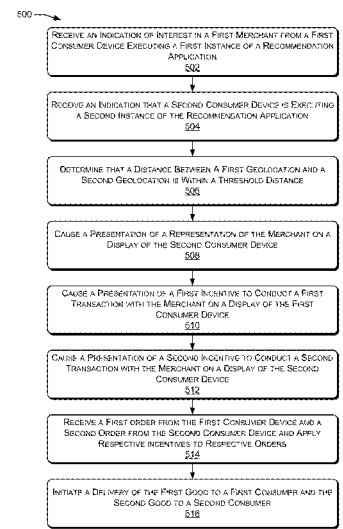 500
RECEIVE AN INDICATION OF INTEREST IN A FIRST MERCHANT FROM A FIRST
CONSUMER DEVICE EXECUTING A FIRST INSTANCE OF A RECOMMENDATION
APPLICATION
502
RECEIVE AN INDICATION THAT A SECOND CONSUMER DEVICE IS EXECUTING
A SECOND INSTANCE OF THE RECOMMENDATION APPLICATION
504
DETERMINE THAT A DISTANCE BETWEEN A FIRST GEOLOCATION AND A
SECOND GEOLOCATION IS WITHIN A THRESHOLD DISTANCE
506
CAUSE A PRESENTATION OF A REPRESENTATION OF THE MERCHANT ON A
DISPLAY OF THE SECOND CONSUMER DEVICE
508
CAUSE A PRESENTATION OF A FIRST INCENTIVE TO CONDUCT A FIRST
TRANSACTION WITH THE MERCHANT ON A DISPLAY OF THE FIRST
CONSUMER DEVICE
510
CAUSE A PRESENTATION OF A SECOND INCENTIVE TO CONDUCT A SECOND
TRANSACTION WITH THE MERCHANT ON A DISPLAY OF THE SECOND
CONSUMER DEVICE
512
RECEIVE A FIRST ORDER FROM THE FIRST CONSUMER DEVICE AND A
SECOND ORDER FROM THE SECOND CONSUMER DEVICE AND APPLY
RESPECTIVE INCENTIVES TO RESPECTIVE ORDERS
514
INITIATE A DELIVERY OF THE FIRST GOOD TO A FIRST CONSUMER AND THE
SECOND GOOD TO A SECOND CONSUMER
516